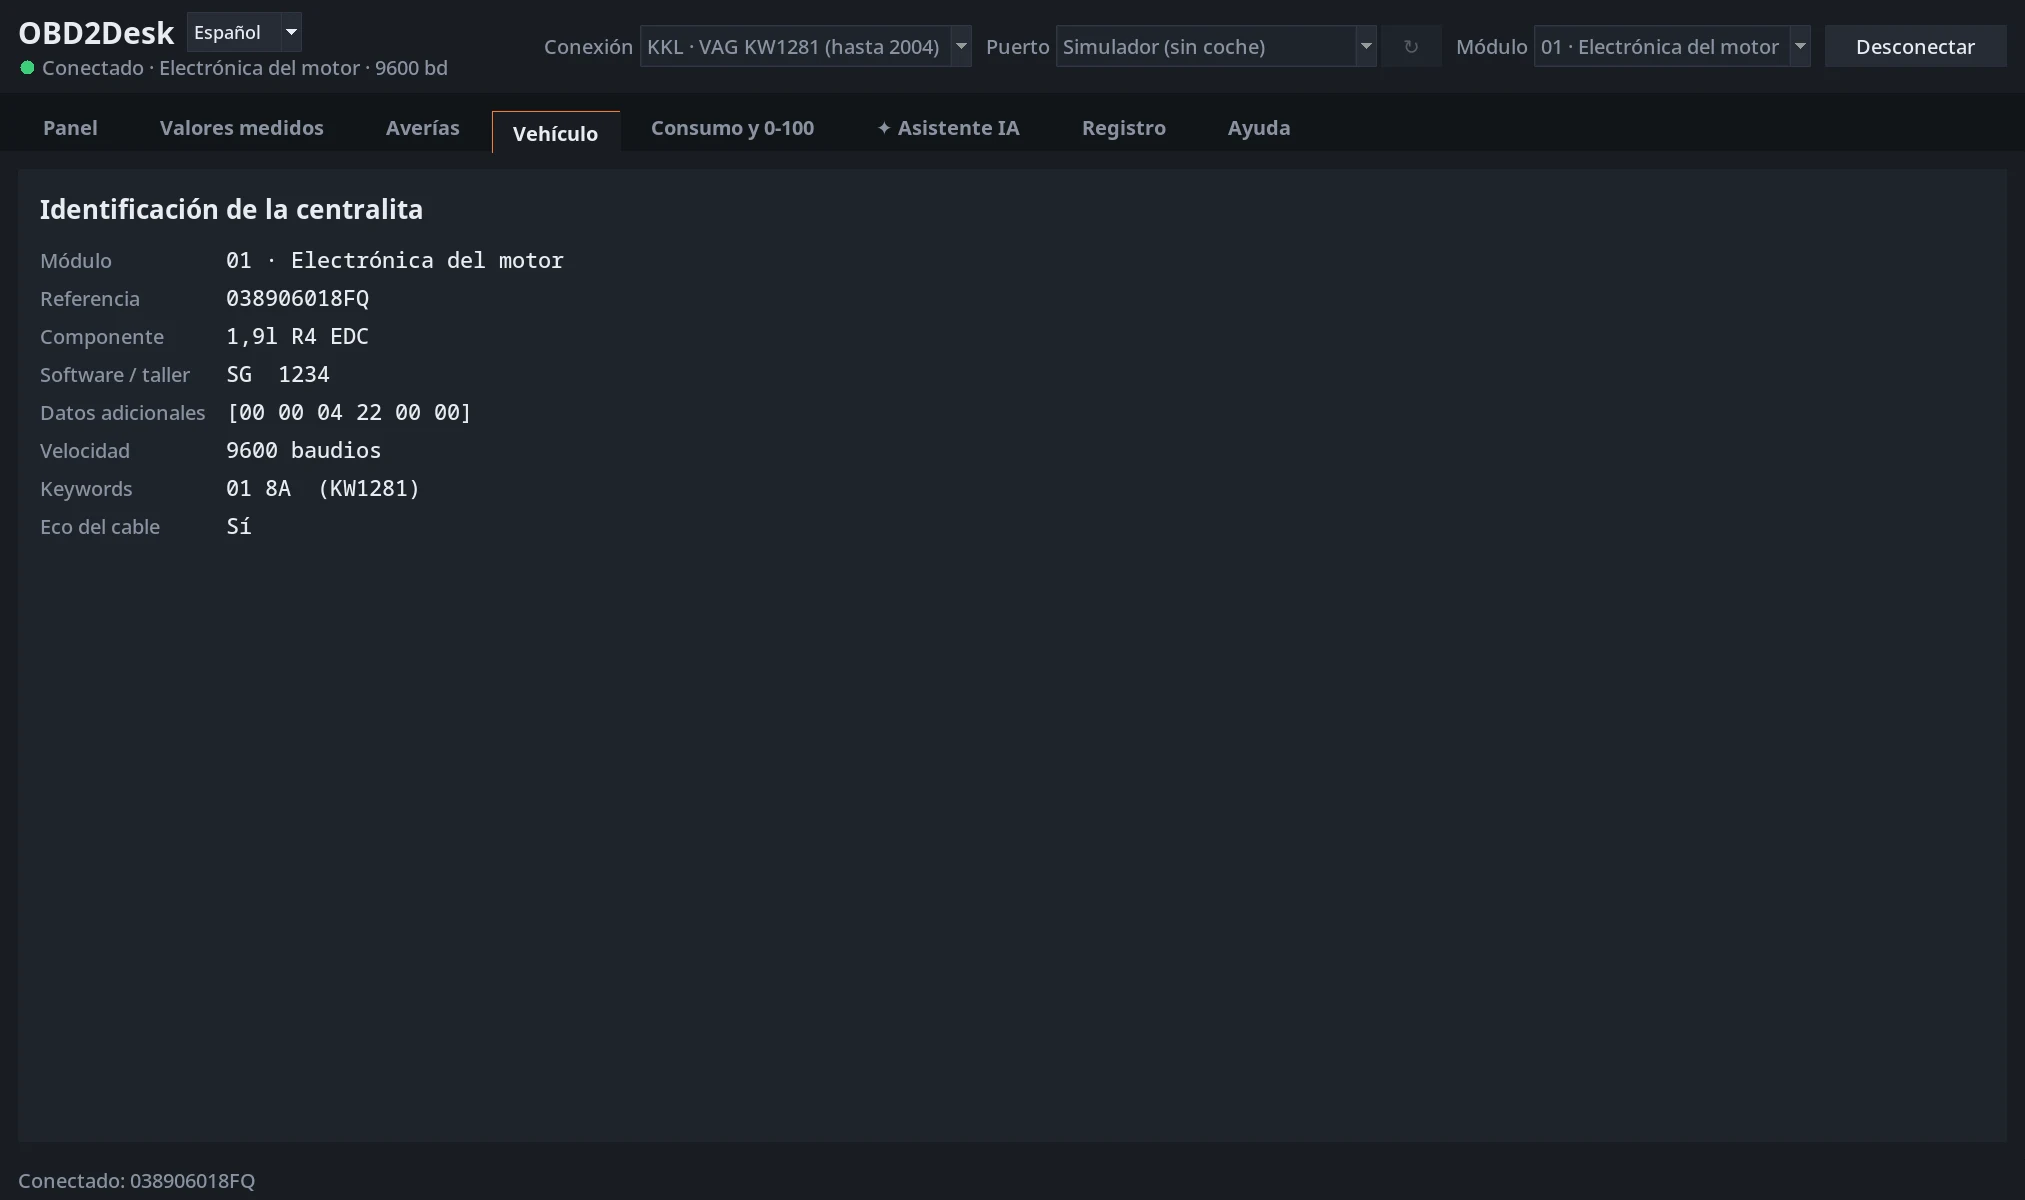 OBD2Desk Español
Conectado · Electrónica del motor · 9600 bd
Conexión KKL · VAG KW1281 (hasta 2004) Puerto Simulador (sin coche) ↻ Módulo 01 · Electrónica del motor Desconectar
Panel Valores medidos Averías Vehículo Consumo y 0-100 ✦ Asistente IA Registro Ayuda
Identificación de la centralita
Módulo 01 · Electrónica del motor
Referencia 038906018FQ
Componente 1,9l R4 EDC
Software / taller SG  1234
Datos adicionales [00 00 04 22 00 00]
Velocidad 9600 baudios
Keywords 01 8A  (KW1281)
Eco del cable Sí
Conectado: 038906018FQ